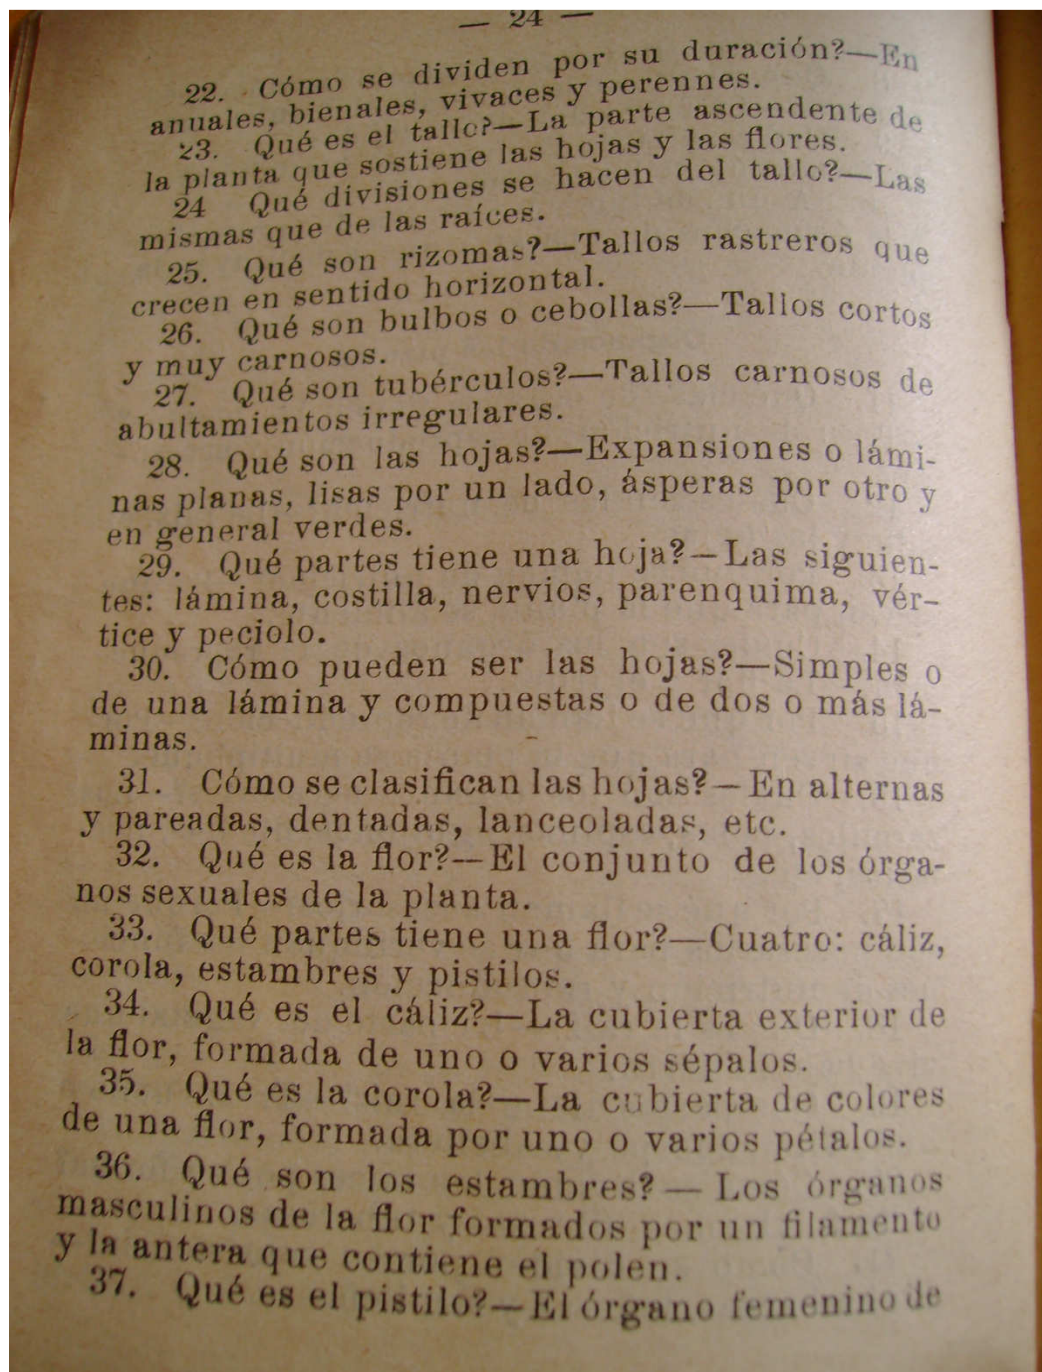 — 24 —
22. Cómo se dividen por su duración?—En
anuales, bienales, vivaces y perennes.
23. Qué es el tallo?—La parte ascendente de
la planta que sostiene las hojas y las flores.
24 Qué divisiones se hacen del tallo?—Las
mismas que de las raíces.
25. Qué son rizomas?—Tallos rastreros que
crecen en sentido horizontal.
26. Qué son bulbos o cebollas?—Tallos cortos
y muy carnosos.
27. Qué son tubérculos?—Tallos carnosos de
abultamientos irregulares.
28. Qué son las hojas?—Expansiones o lámi-
nas planas, lisas por un lado, ásperas por otro y
en general verdes.
29. Qué partes tiene una hoja?—Las siguien-
tes: lámina, costilla, nervios, parenquima, vér-
tice y peciolo.
30. Cómo pueden ser las hojas?—Simples o
de una lámina y compuestas o de dos o más lá-
minas.
31. Cómo se clasifican las hojas?—En alternas
y pareadas, dentadas, lanceoladas, etc.
32. Qué es la flor?—El conjunto de los órga-
nos sexuales de la planta.
33. Qué partes tiene una flor?—Cuatro: cáliz,
corola, estambres y pistilos.
34. Qué es el cáliz?—La cubierta exterior de
la flor, formada de uno o varios sépalos.
35. Qué es la corola?—La cubierta de colores
de una flor, formada por uno o varios pétalos.
36. Qué son los estambres?—Los órganos
masculinos de la flor formados por un filamento
y la antera que contiene el polen.
37. Qué es el pistilo?—El órgano femenino de